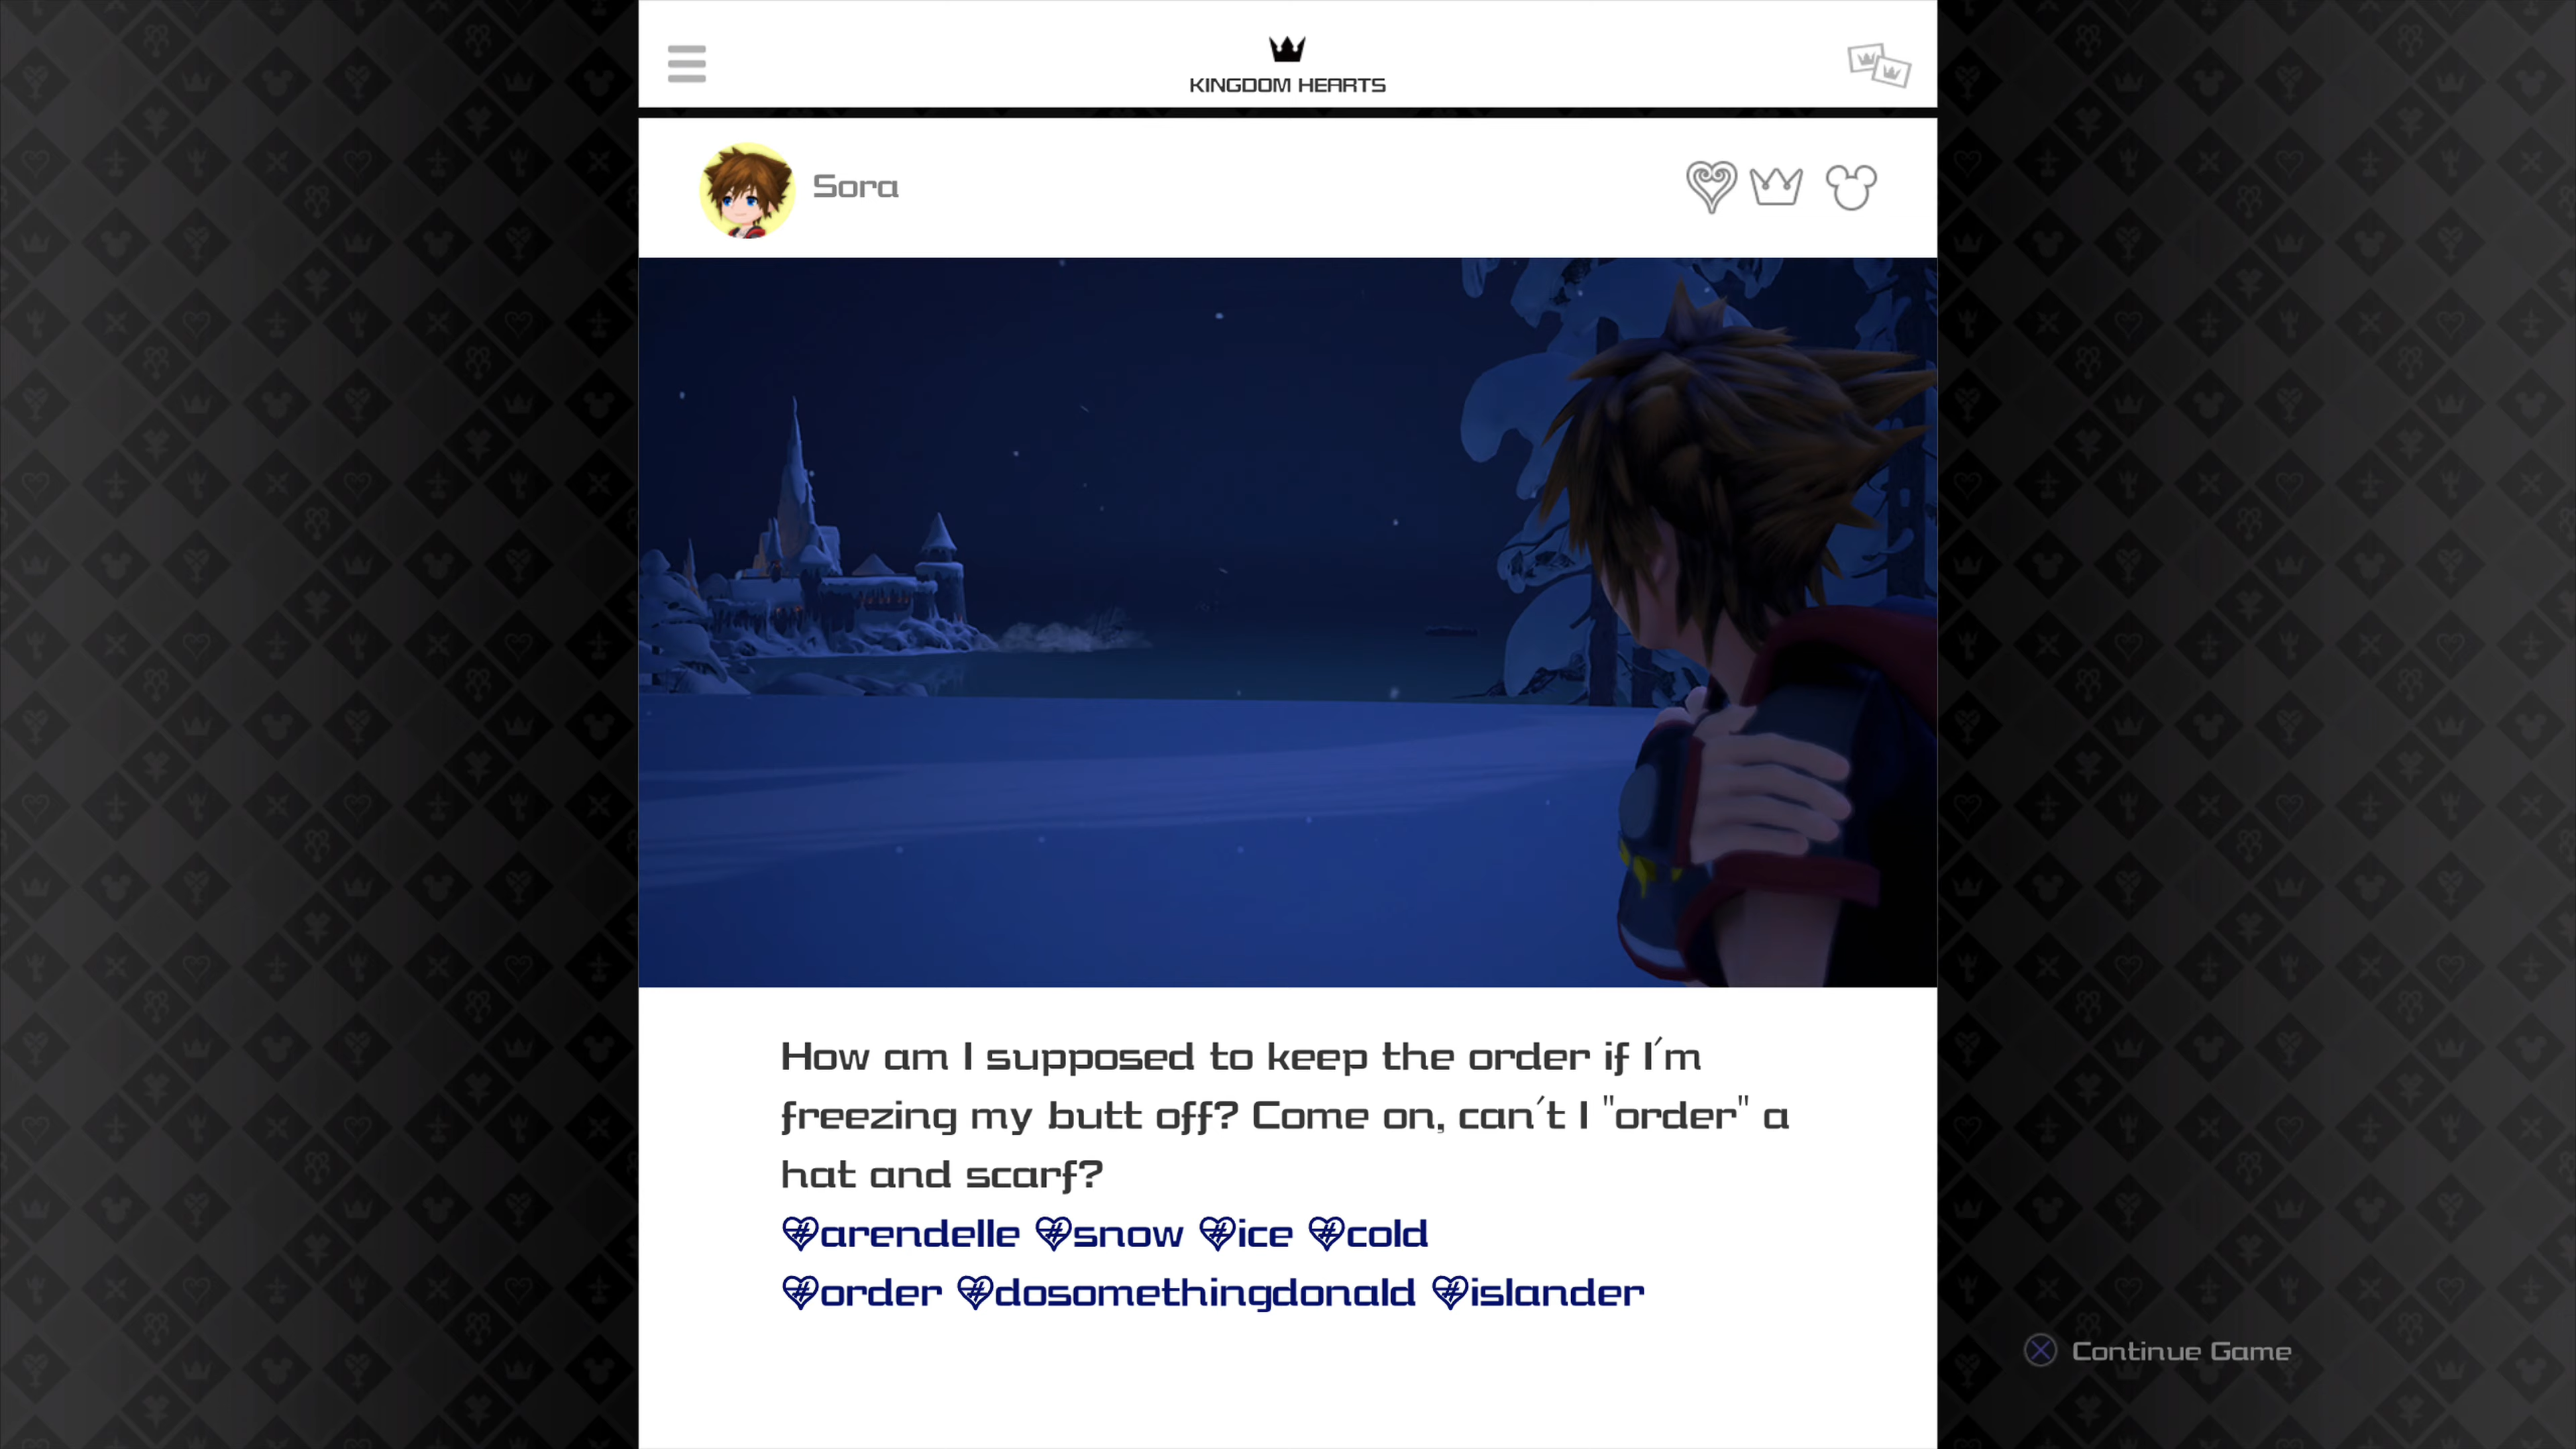 KINGDOM HEARTS
Sora
How am I supposed to keep the order if I'm
freezing my butt off? Come on, can't I "order" a
hat and scarf?
#arendelle #snow #ice #cold
#order #dosomethingdonald #islander
Continue Game